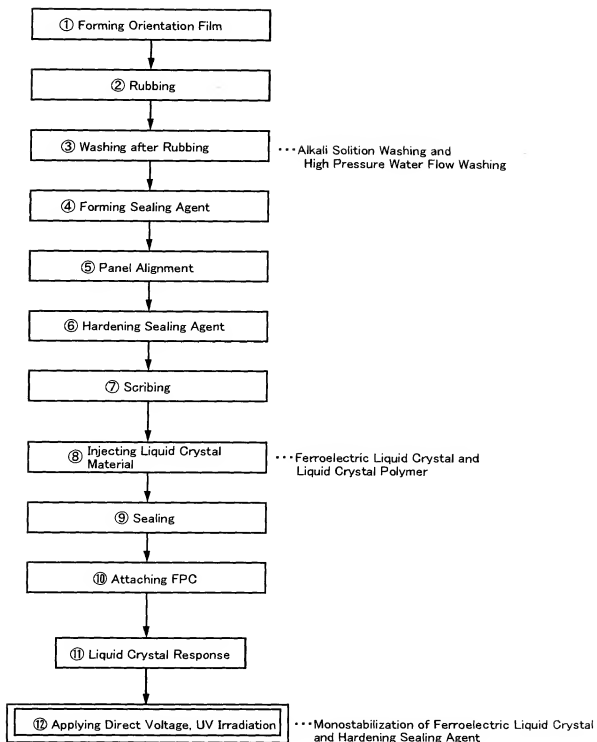 ① Forming Orientation Film
② Rubbing
③ Washing after Rubbing
･･･Alkali Solition Washing and
High Pressure Water Flow Washing
④ Forming Sealing Agent
⑤ Panel Alignment
⑥ Hardening Sealing Agent
⑦ Scribing
⑧ Injecting Liquid Crystal
Material
･･･Ferroelectric Liquid Crystal and
Liquid Crystal Polymer
⑨ Sealing
⑩ Attaching FPC
⑪ Liquid Crystal Response
⑫ Applying Direct Voltage, UV Irradiation
･･･Monostabilization of Ferroelectric Liquid Crystal
and Hardening Sealing Agent